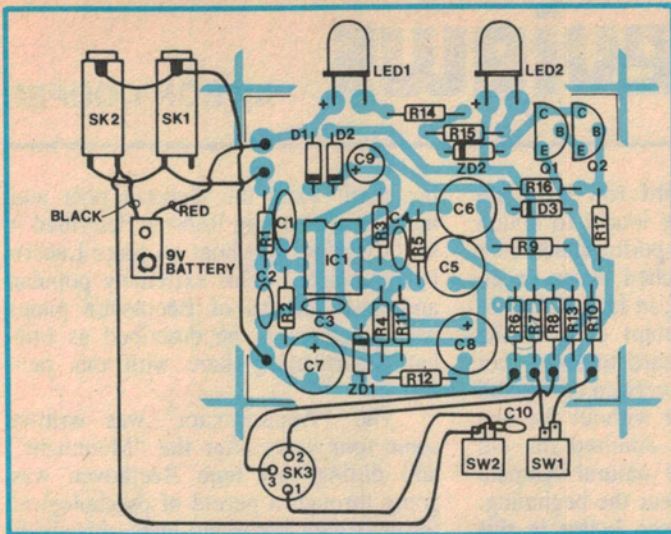 LED1
LED2
SK2
SK1
R14
D1
D2
R15
C
E
B
C
E
B
C9
ZD2
Q1
Q2
BLACK
RED
R16
C1
R3
C4
C6
D3
R17
R1
R5
R9
9V
BATTERY
IC1
C5
C2
R2
C3
R4
R11
R6
R7
R8
R13
R10
C7
ZD1
C8
R12
C10
2
3
SK3
1
SW2
SW1